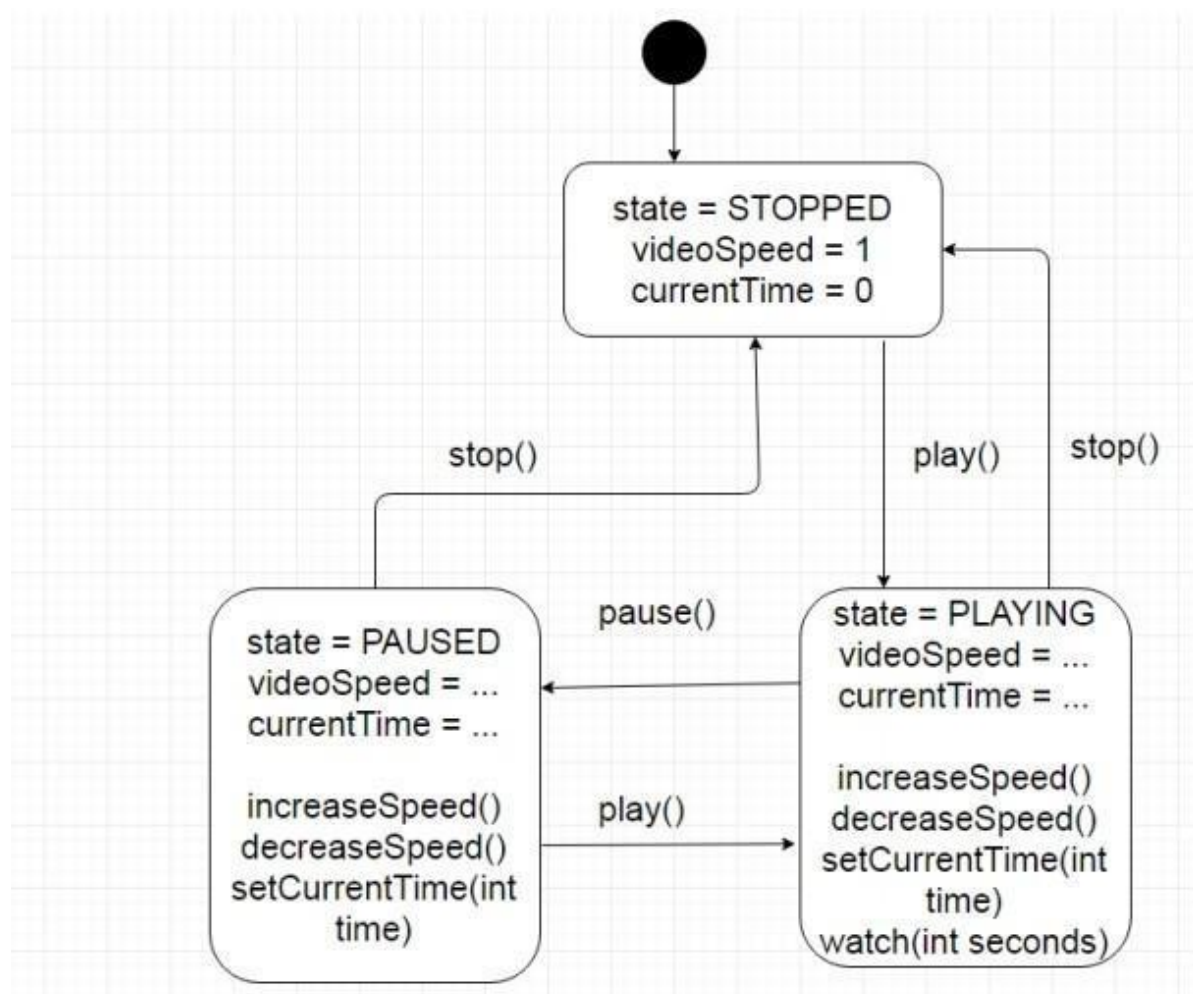 state = STOPPED
videoSpeed = 1
currentTime = 0
stop()
play()
stop()
pause()
play()
state = PAUSED
videoSpeed = ...
currentTime = ...
increaseSpeed()
decreaseSpeed()
setCurrentTime(int
time)
state = PLAYING
videoSpeed = ...
currentTime = ...
increaseSpeed()
decreaseSpeed()
setCurrentTime(int
time)
watch(int seconds)